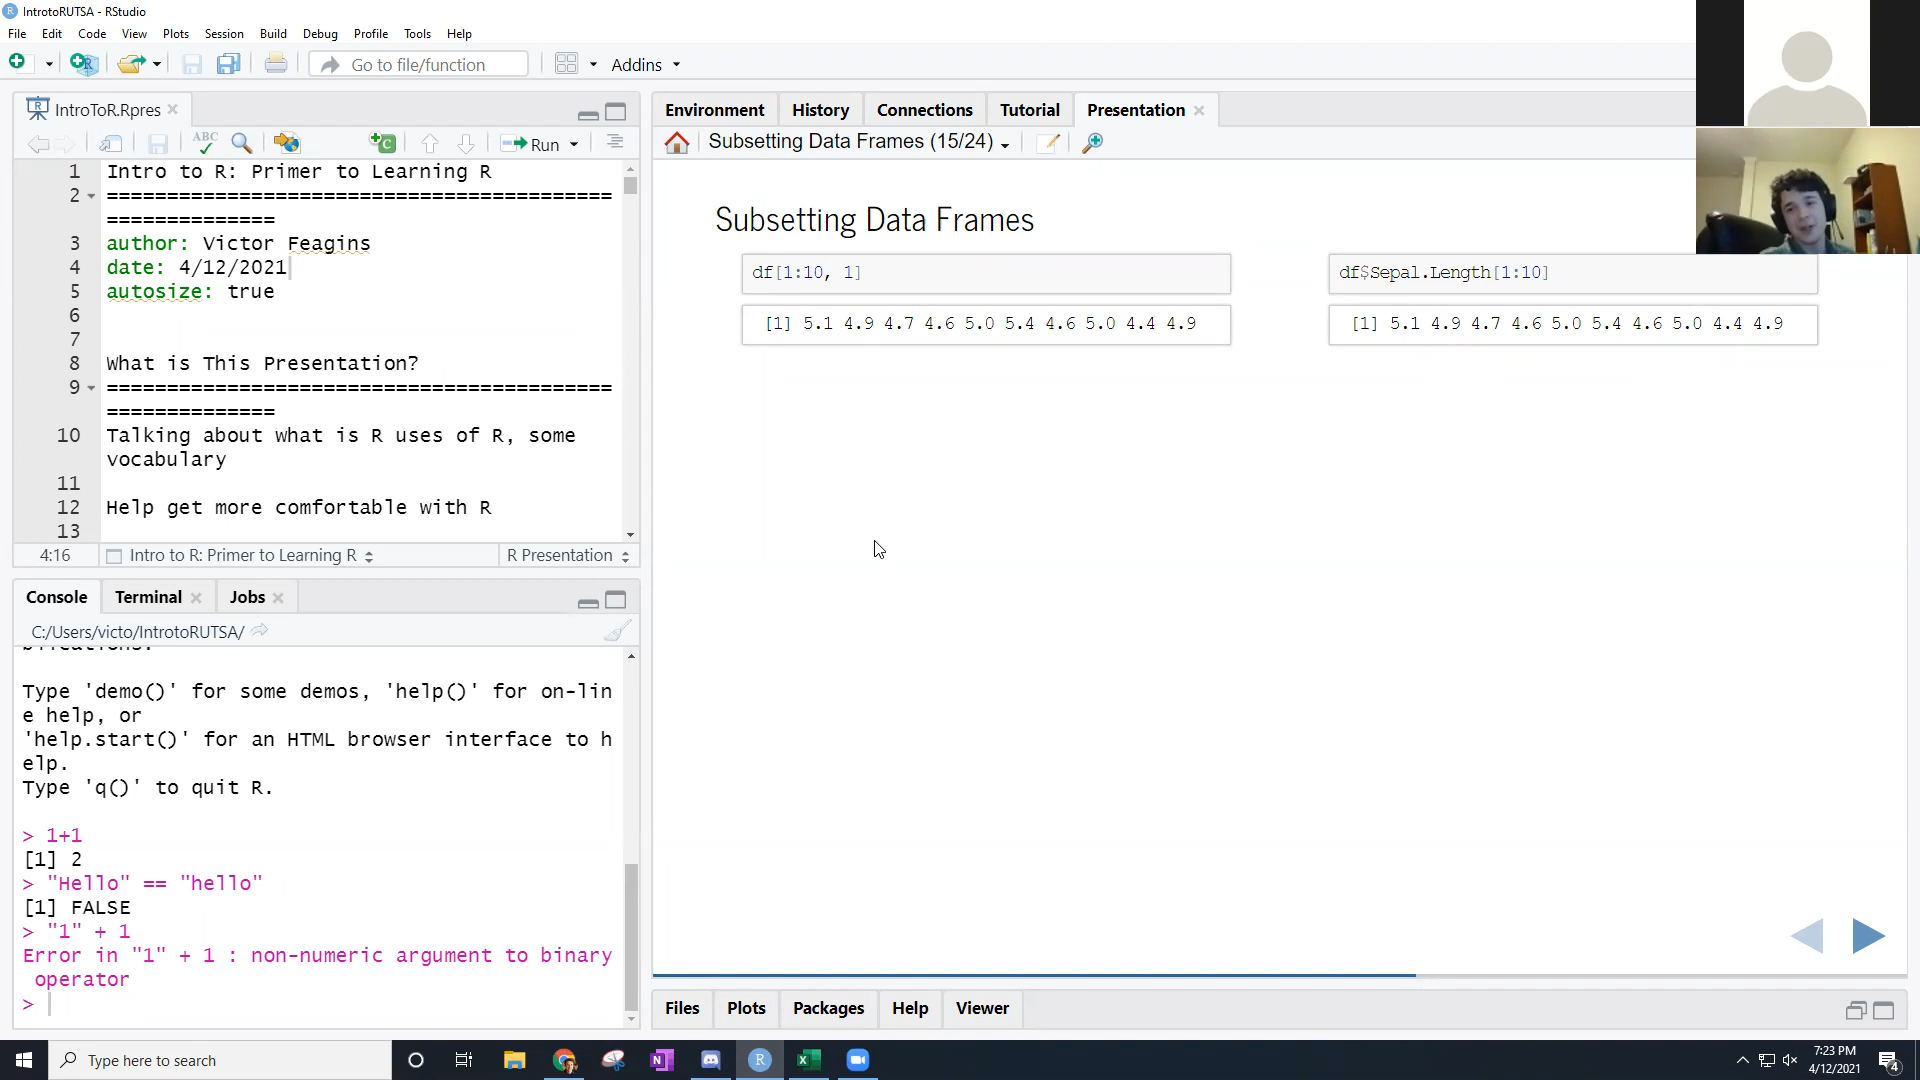 IntrotoRUTSA - RStudio
File Edit Code View Plots Session Build Debug Profile Tools Help
Go to file/function
Addins
IntroToR.Rpres
Run
1 Intro to R: Primer to Learning R
2 ==========================================
==============
3 author: Victor Feagins
4 date: 4/12/2021
5 autosize: true
6
7
8 What is This Presentation?
9 ==========================================
==============
10 Talking about what is R uses of R, some
vocabulary
11
12 Help get more comfortable with R
13
4:16 Intro to R: Primer to Learning R R Presentation
Console Terminal Jobs
C:/Users/victo/IntrotoRUTSA/
Type 'demo()' for some demos, 'help()' for on-lin
e help, or
'help.start()' for an HTML browser interface to h
elp.
Type 'q()' to quit R.
> 1+1
[1] 2
> "Hello" == "hello"
[1] FALSE
> "1" + 1
Error in "1" + 1 : non-numeric argument to binary
operator
>
Environment History Connections Tutorial Presentation
Subsetting Data Frames (15/24)
Subsetting Data Frames
df[1:10, 1]
[1] 5.1 4.9 4.7 4.6 5.0 5.4 4.6 5.0 4.4 4.9
df$Sepal.Length[1:10]
[1] 5.1 4.9 4.7 4.6 5.0 5.4 4.6 5.0 4.4 4.9
Files Plots Packages Help Viewer
Type here to search
7:23 PM
4/12/2021
4